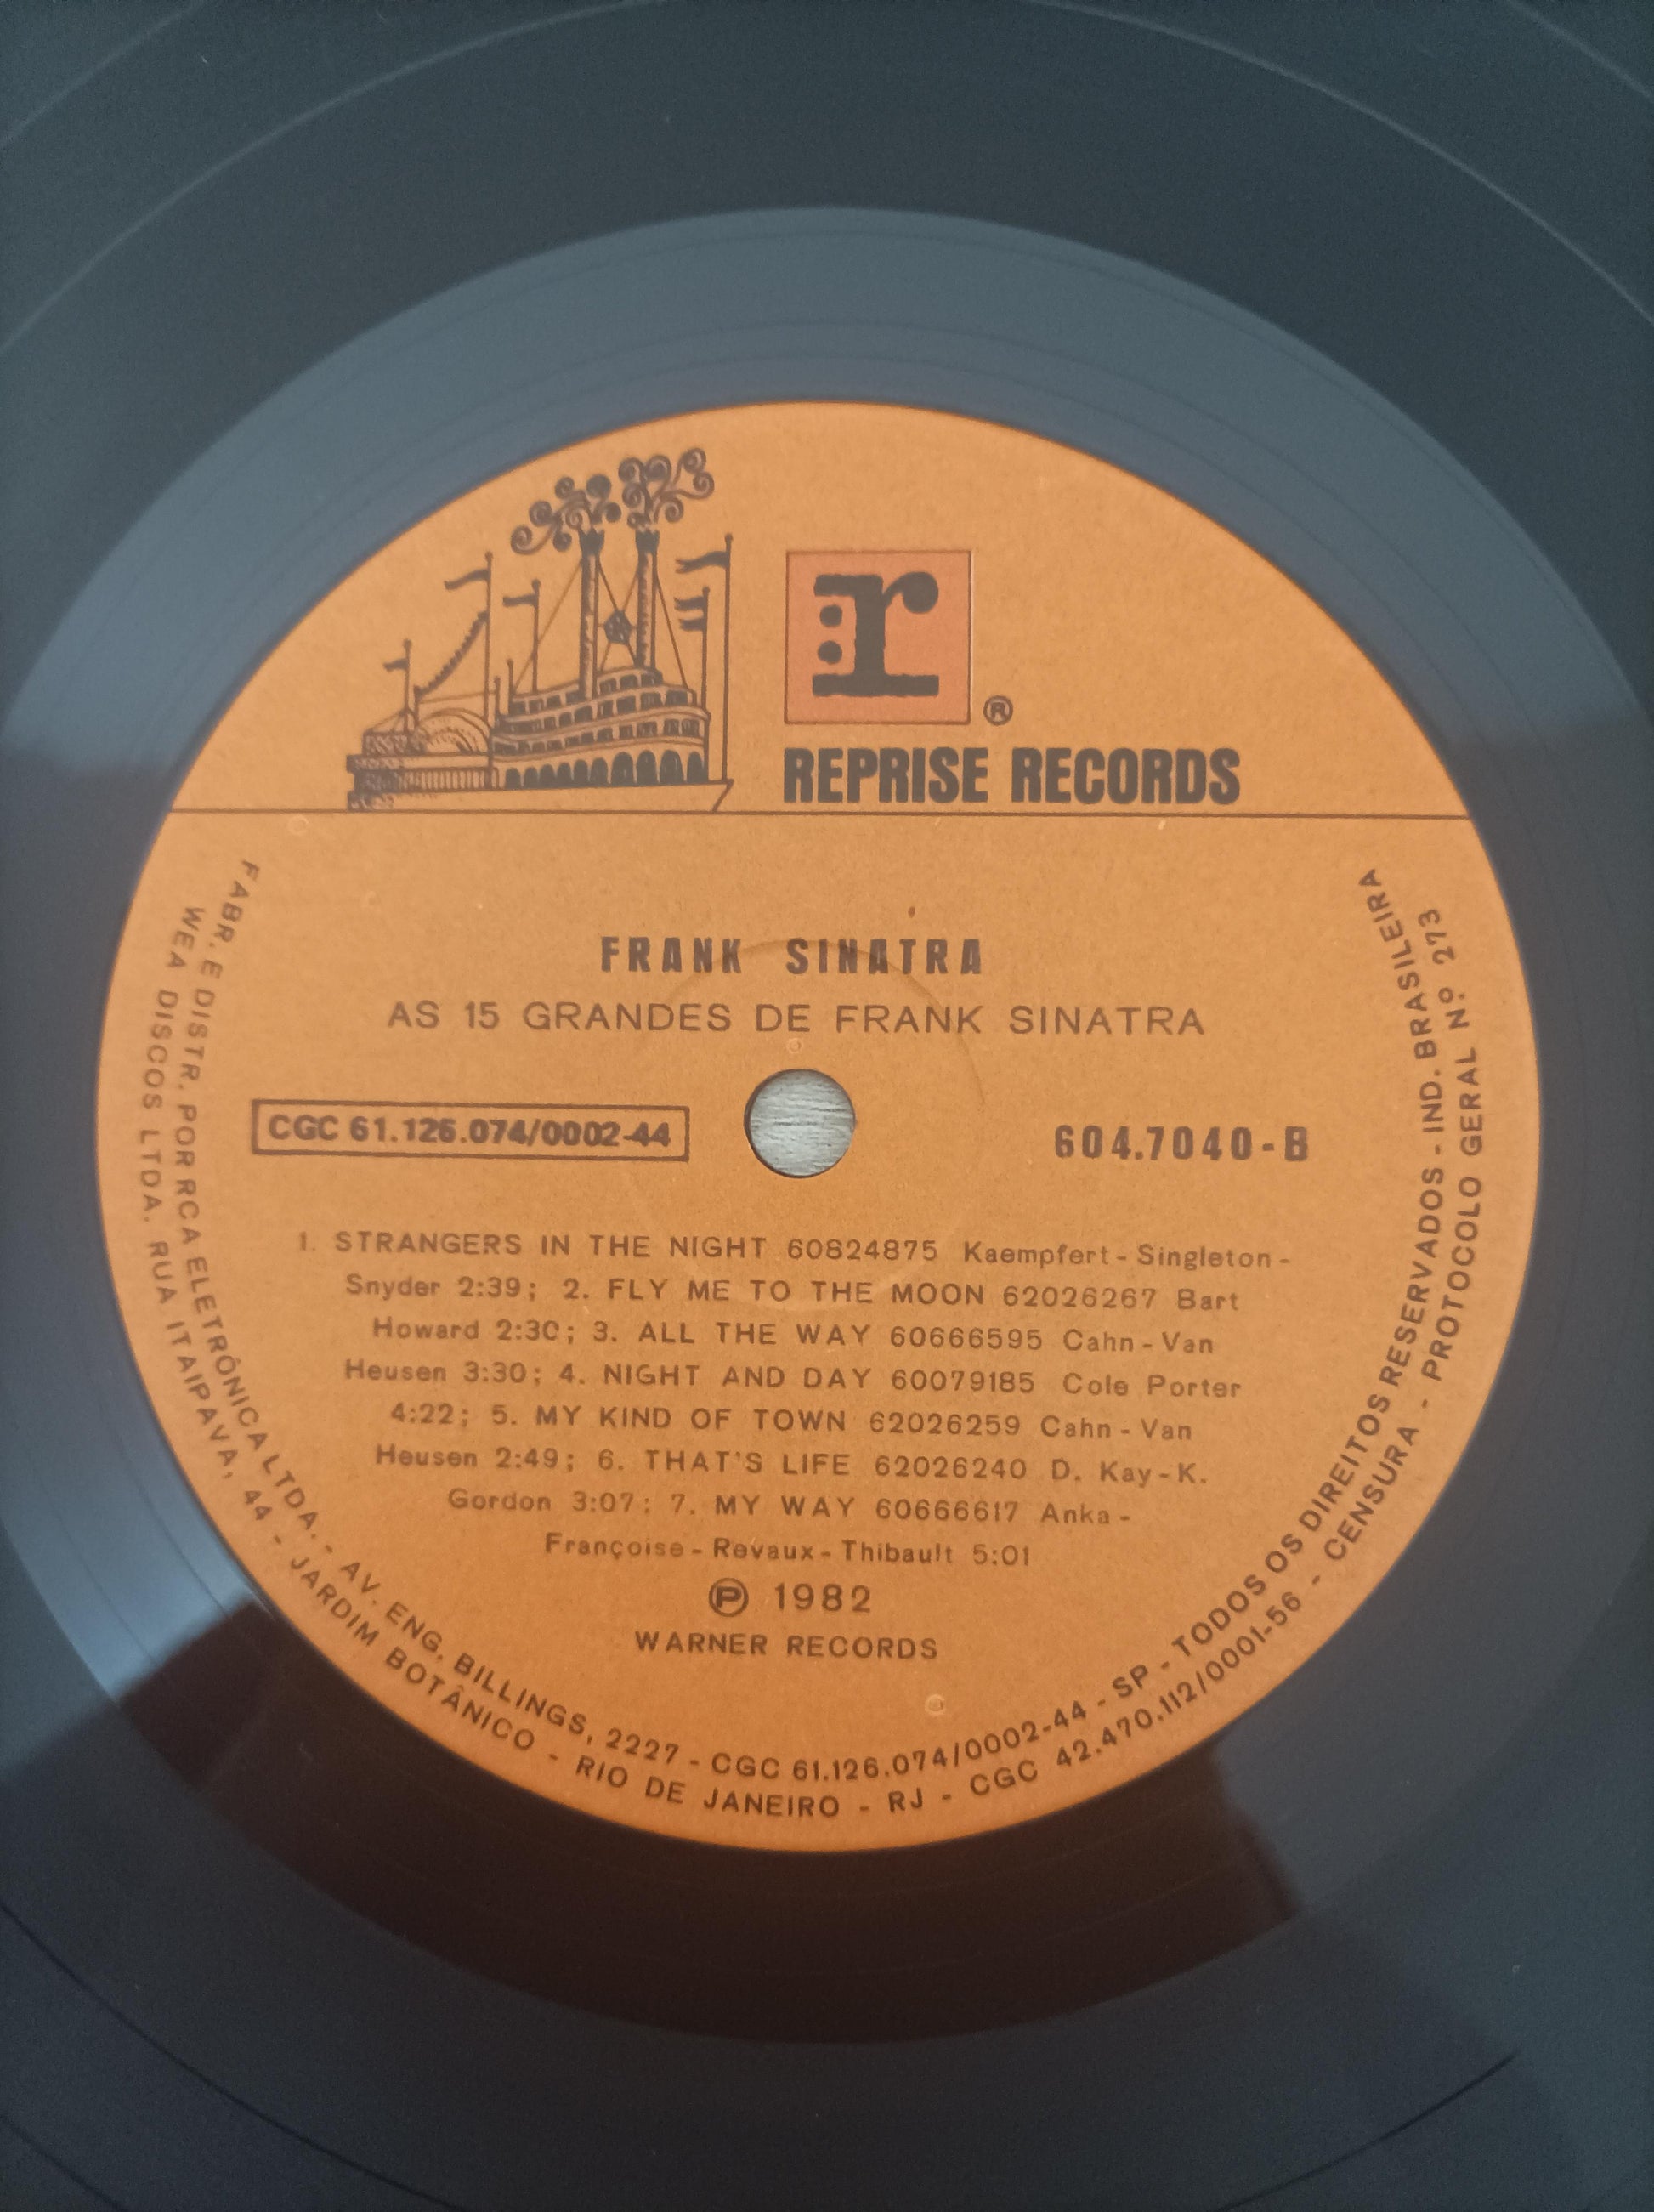 r
®
REPRISE RECORDS
FRANK SINATRA
AS 15 GRANDES DE FRANK SINATRA
CGC 61.126.074/0002-44
604.7040-B
1. STRANGERS IN THE NIGHT 60824875 Kaempfert - Singleton -
Snyder 2:39; 2. FLY ME TO THE MOON 62026267 Bart
Howard 2:30; 3. ALL THE WAY 60666595 Cahn - Van
Heusen 3:30; 4. NIGHT AND DAY 60079185 Cole Porter
4:22; 5. MY KIND OF TOWN 62026259 Cahn - Van
Heusen 2:49; 6. THAT'S LIFE 62026240 D. Kay - K.
Gordon 3:07; 7. MY WAY 60666617 Anka -
Françoise - Revaux - Thibault 5:01
℗ 1982
WARNER RECORDS
FABR. E DISTR. POR RCA ELETRÔNICA LTDA. - AV. ENG. BILLINGS, 2227 - CGC 61.126.074/0002-44 - SP - TODOS OS DIREITOS RESERVADOS - IND. BRASILEIRA
WEA DISCOS LTDA. RUA ITAIPAVA, 44 - JARDIM BOTÂNICO - RIO DE JANEIRO - RJ - CGC 42.470.112/0001-56 - CENSURA - PROTOCOLO GERAL Nº 273